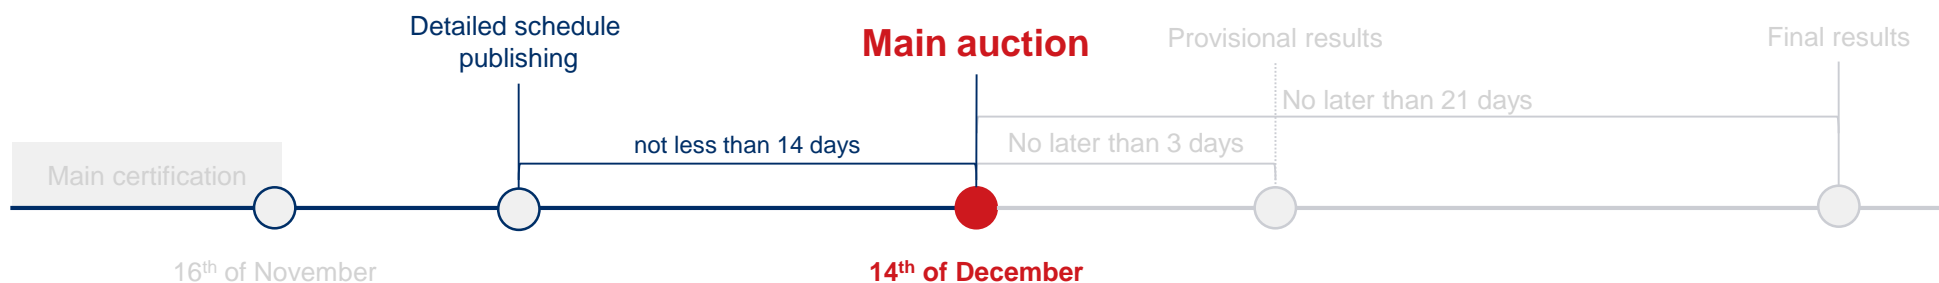 Detailed schedule
publishing
Main auction
Provisional results
Final results
No later than 21 days
not less than 14 days
No later than 3 days
Main certification
16th of November
14th of December